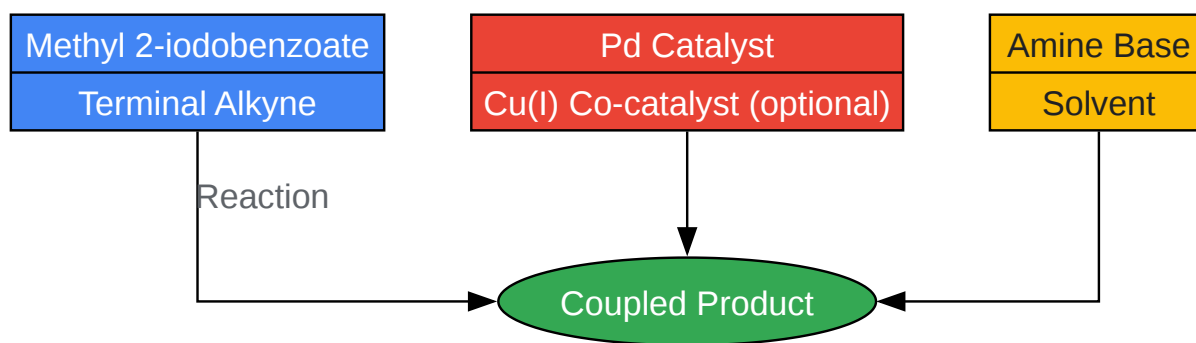 Methyl 2-iodobenzoate
Terminal Alkyne
Pd Catalyst
Cu(I) Co-catalyst (optional)
Amine Base
Solvent
Reaction
Coupled Product